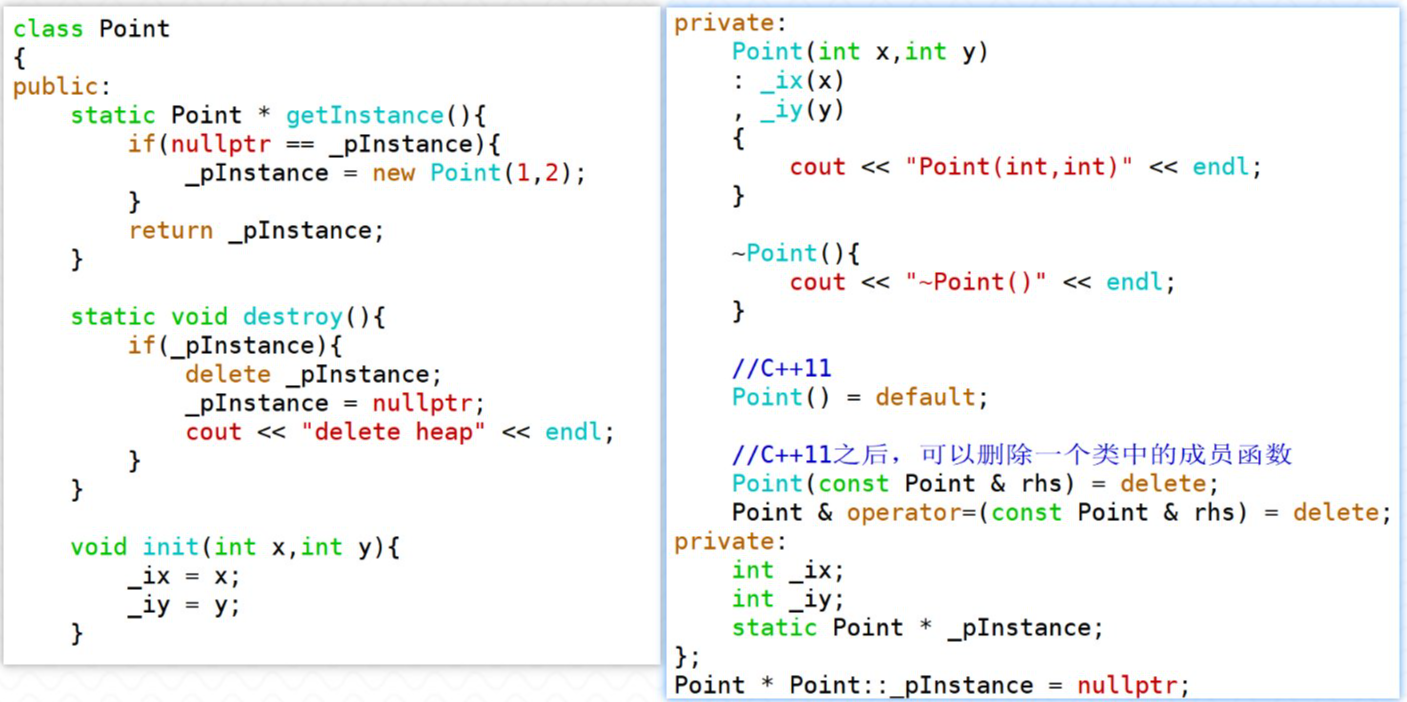 class Point
{
public:
    static Point * getInstance(){
        if(nullptr == _pInstance){
            _pInstance = new Point(1,2);
        }
        return _pInstance;
    }

    static void destroy(){
        if(_pInstance){
            delete _pInstance;
            _pInstance = nullptr;
            cout << "delete heap" << endl;
        }
    }

    void init(int x,int y){
        _ix = x;
        _iy = y;
    }
private:
    Point(int x,int y)
    : _ix(x)
    , _iy(y)
    {
        cout << "Point(int,int)" << endl;
    }

    ~Point(){
        cout << "~Point()" << endl;
    }

    //C++11
    Point() = default;

    //C++11之后，可以删除一个类中的成员函数
    Point(const Point & rhs) = delete;
    Point & operator=(const Point & rhs) = delete;
private:
    int _ix;
    int _iy;
    static Point * _pInstance;
};
Point * Point::_pInstance = nullptr;